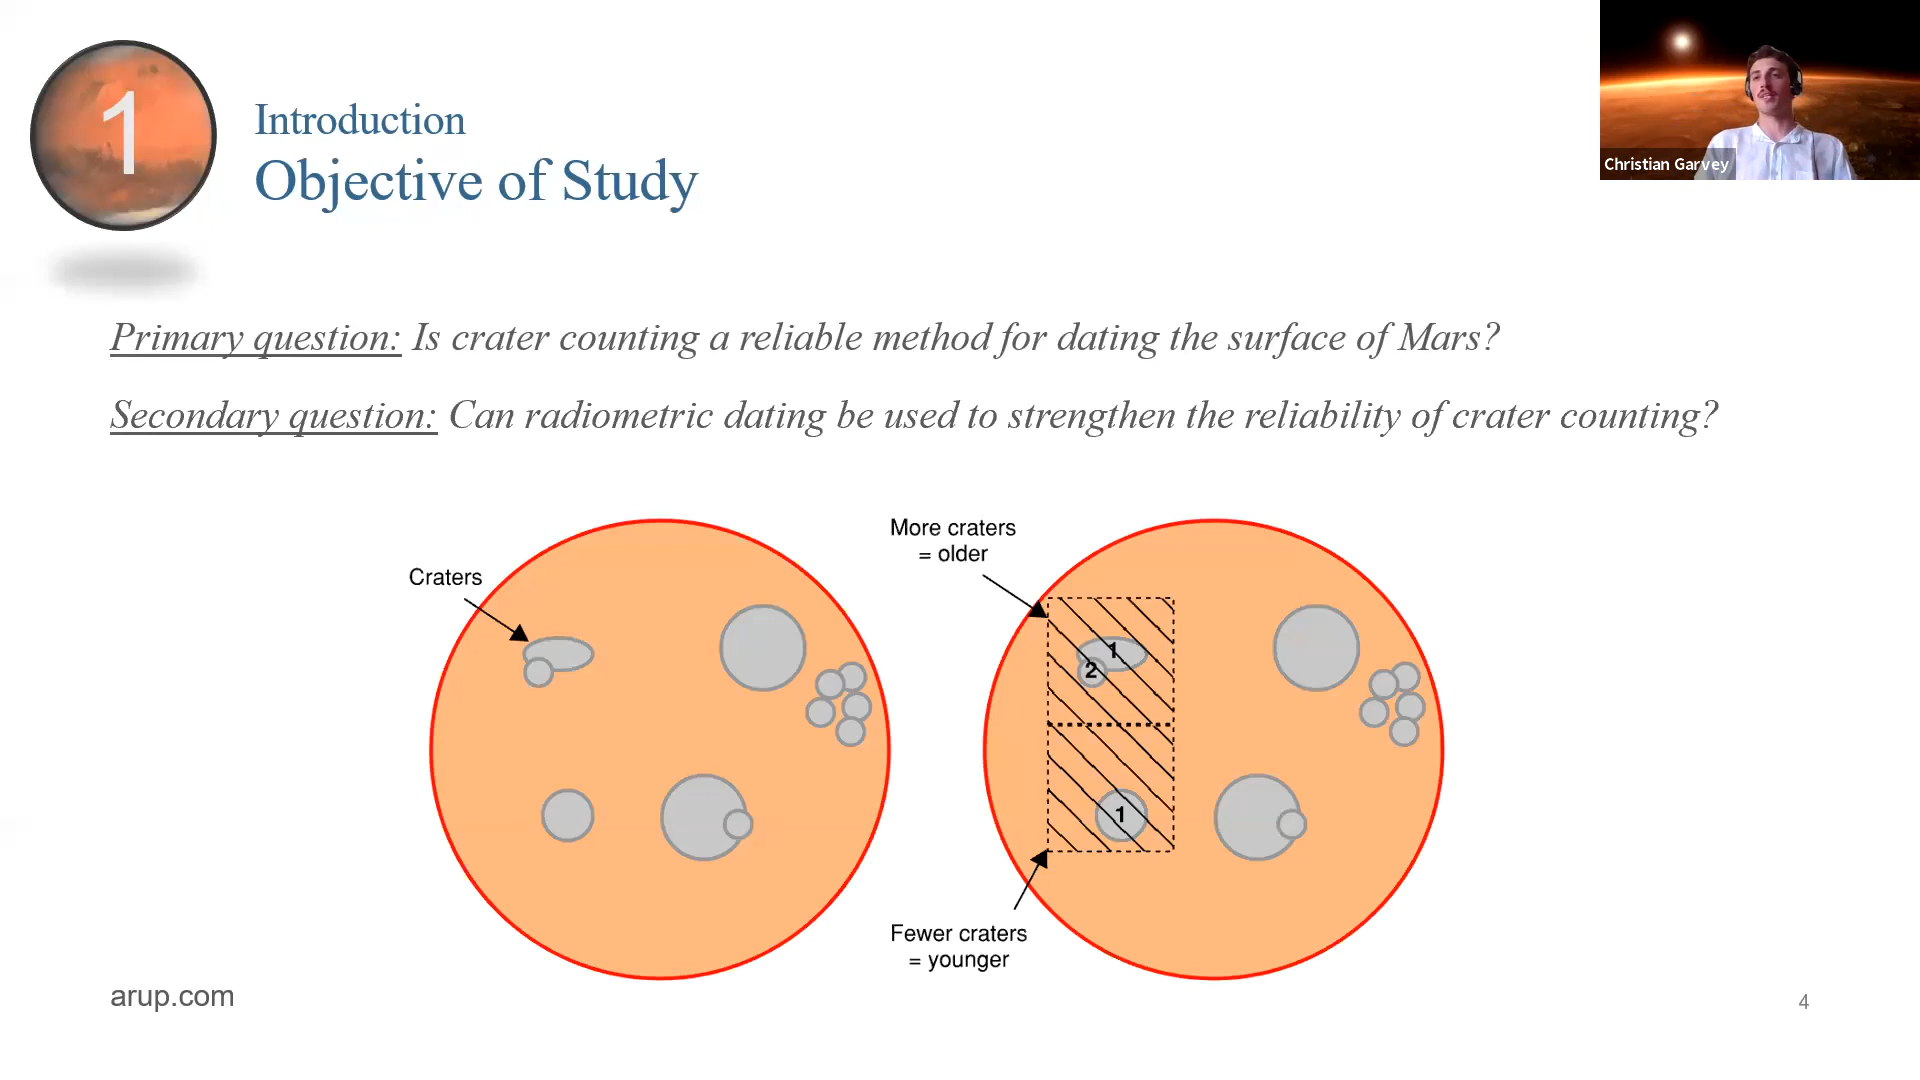 1
Introduction
Objective of Study
Christian Garvey
Primary question: Is crater counting a reliable method for dating the surface of Mars?
Secondary question: Can radiometric dating be used to strengthen the reliability of crater counting?
Craters
More craters
= older
1
2
1
Fewer craters
= younger
arup.com
4